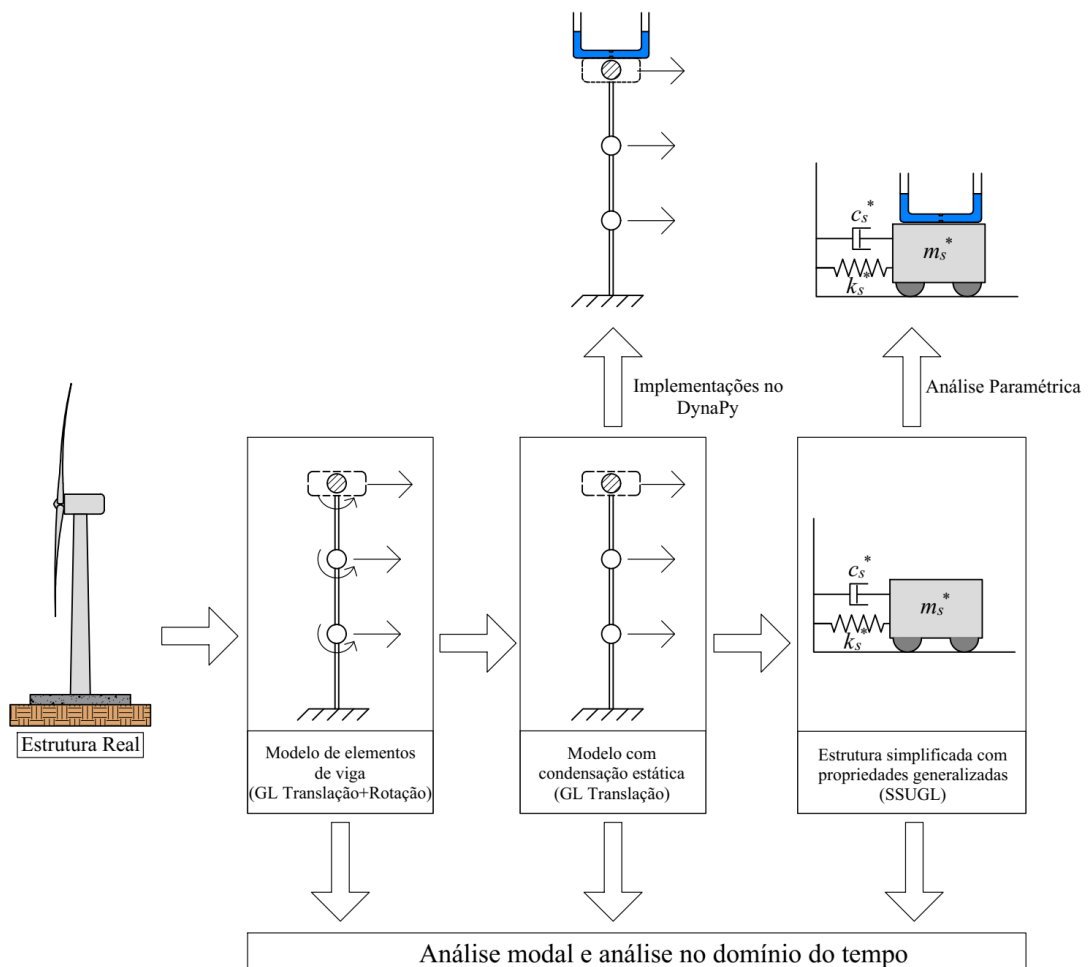 c_s^*
m_s^*
k_s^*
Implementações no
DynaPy
Análise Paramétrica
c_s^*
m_s^*
k_s^*
Estrutura Real
Modelo de elementos
de viga
(GL Translação+Rotação)
Modelo com
condensação estática
(GL Translação)
Estrutura simplificada com
propriedades generalizadas
(SSUGL)
Análise modal e análise no domínio do tempo